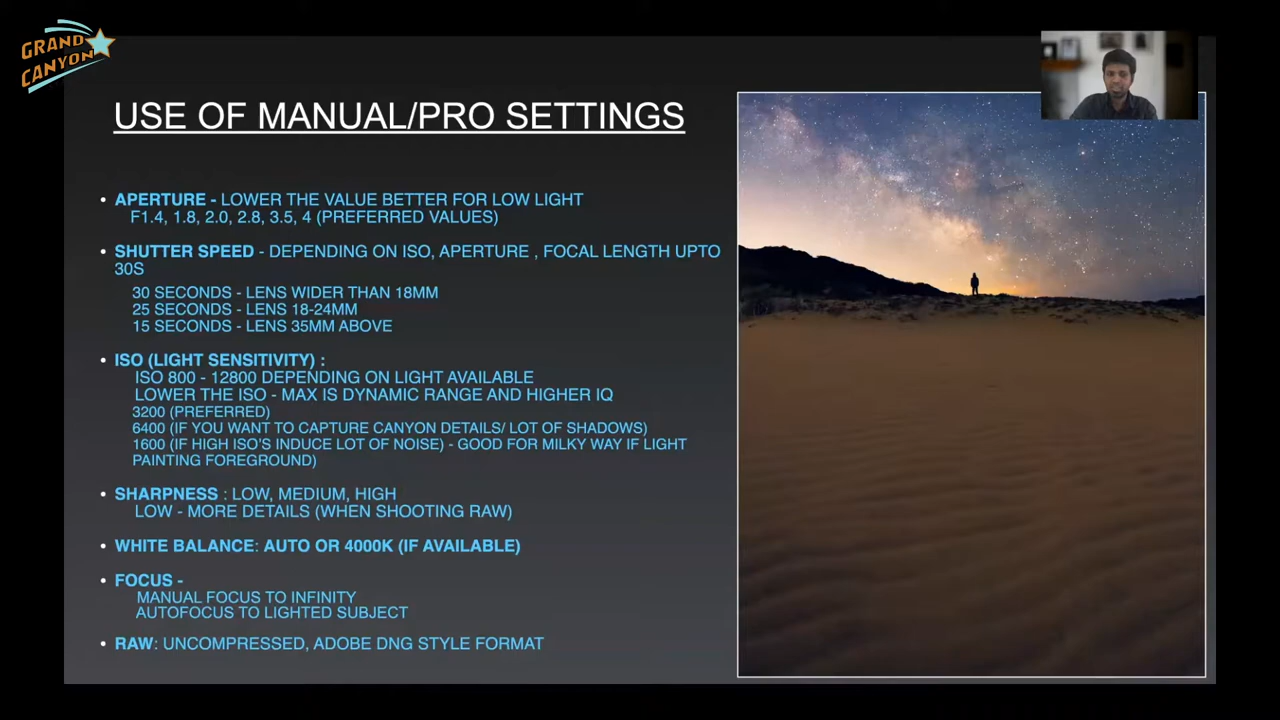 GRAND
CANYON
USE OF MANUAL/PRO SETTINGS
• APERTURE - LOWER THE VALUE BETTER FOR LOW LIGHT
F1.4, 1.8, 2.0, 2.8, 3.5, 4 (PREFERRED VALUES)
• SHUTTER SPEED - DEPENDING ON ISO, APERTURE , FOCAL LENGTH UPTO
30S
30 SECONDS - LENS WIDER THAN 18MM
25 SECONDS - LENS 18-24MM
15 SECONDS - LENS 35MM ABOVE
• ISO (LIGHT SENSITIVITY) :
ISO 800 - 12800 DEPENDING ON LIGHT AVAILABLE
LOWER THE ISO - MAX IS DYNAMIC RANGE AND HIGHER IQ
3200 (PREFERRED)
6400 (IF YOU WANT TO CAPTURE CANYON DETAILS/ LOT OF SHADOWS)
1600 (IF HIGH ISO'S INDUCE LOT OF NOISE) - GOOD FOR MILKY WAY IF LIGHT
PAINTING FOREGROUND)
• SHARPNESS : LOW, MEDIUM, HIGH
LOW - MORE DETAILS (WHEN SHOOTING RAW)
• WHITE BALANCE: AUTO OR 4000K (IF AVAILABLE)
• FOCUS -
MANUAL FOCUS TO INFINITY
AUTOFOCUS TO LIGHTED SUBJECT
• RAW: UNCOMPRESSED, ADOBE DNG STYLE FORMAT